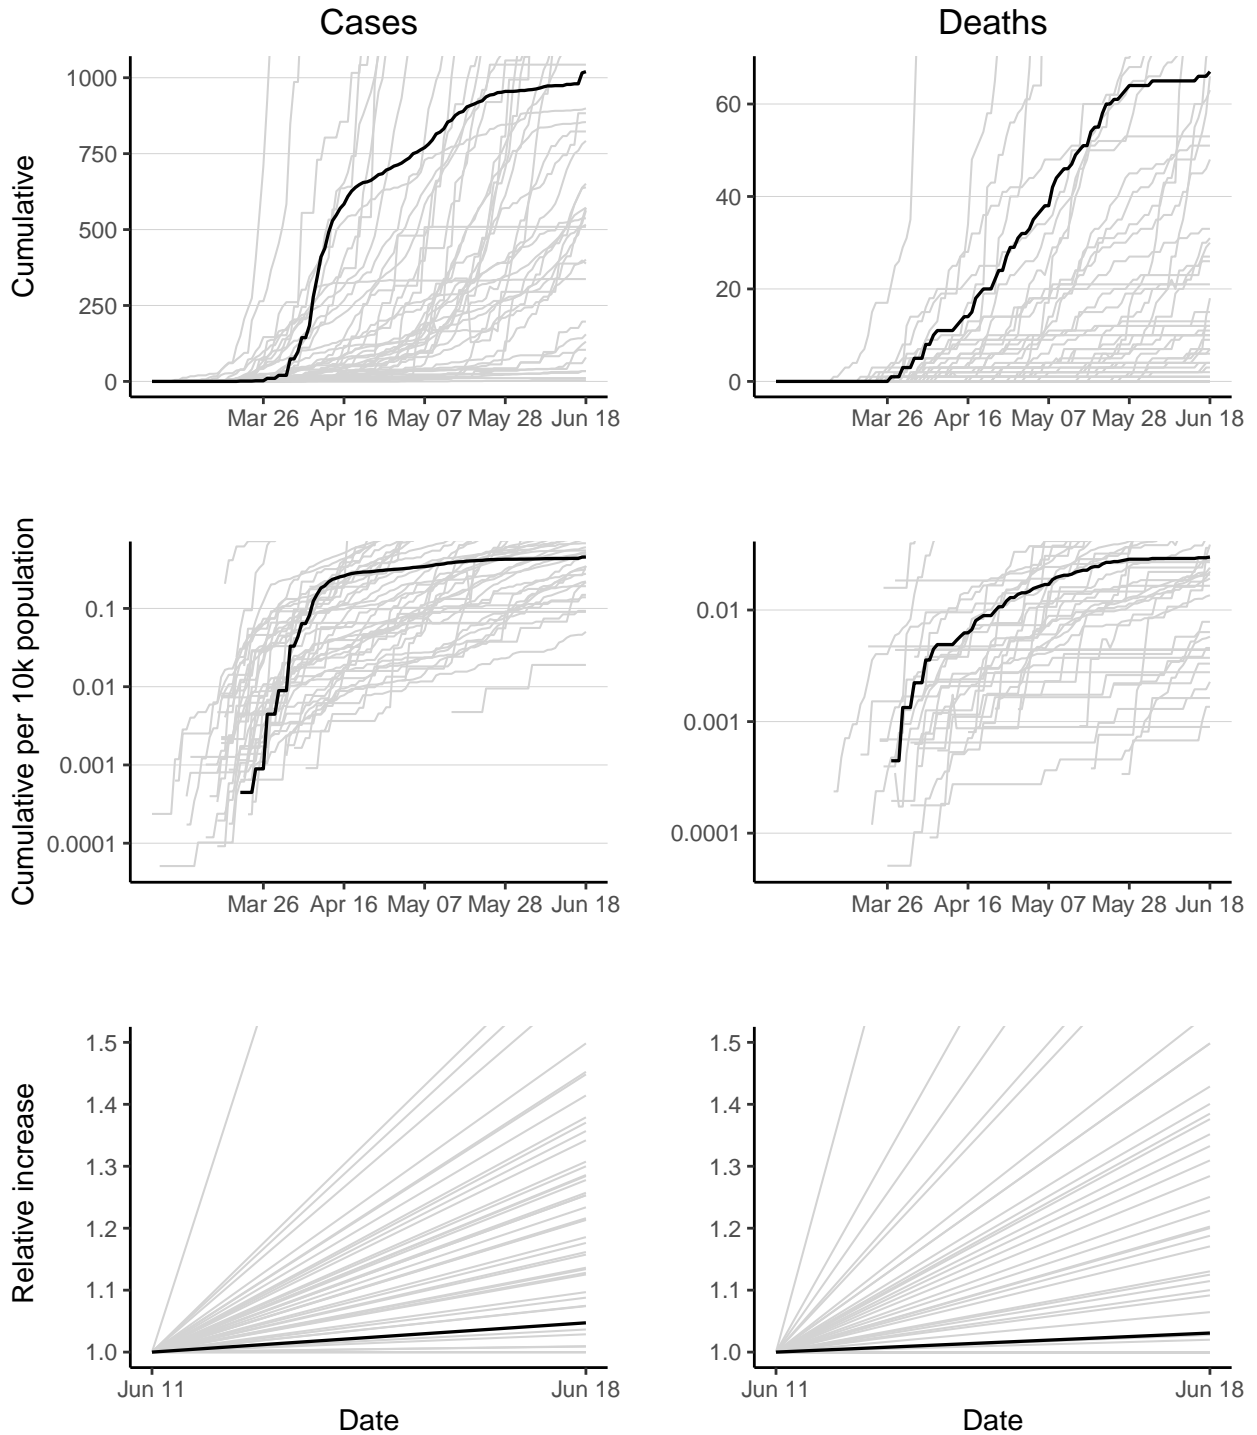 Cases
Deaths
Cumulative
1000
750
500
250
0
Mar 26 Apr 16 May 07 May 28 Jun 18
60
40
20
0
Mar 26 Apr 16 May 07 May 28 Jun 18
Cumulative per 10k population
0.1
0.01
0.001
0.0001
Mar 26 Apr 16 May 07 May 28 Jun 18
0.01
0.001
0.0001
Mar 26 Apr 16 May 07 May 28 Jun 18
Relative increase
1.5
1.4
1.3
1.2
1.1
1.0
Jun 11 Jun 18
Date
1.5
1.4
1.3
1.2
1.1
1.0
Jun 11 Jun 18
Date